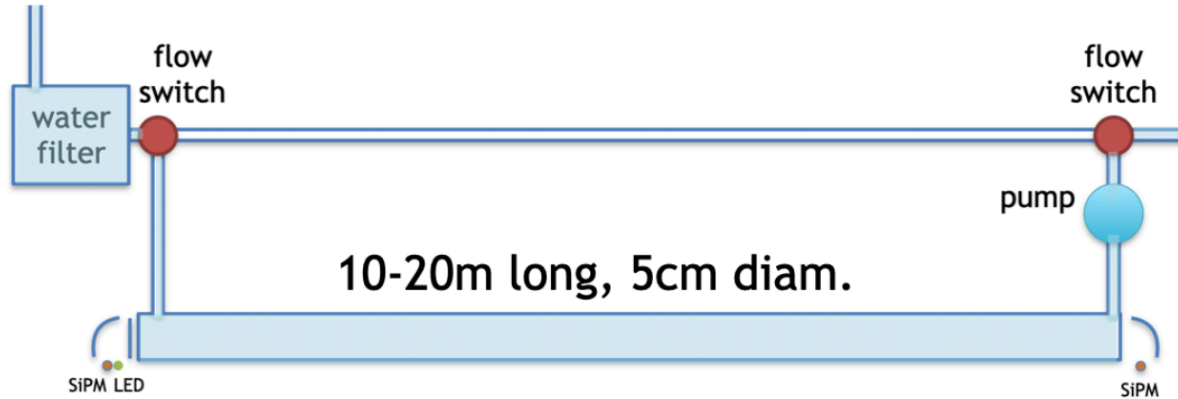 flow
switch
flow
switch
water
filter
pump
10-20m long, 5cm diam.
SiPM LED
SiPM